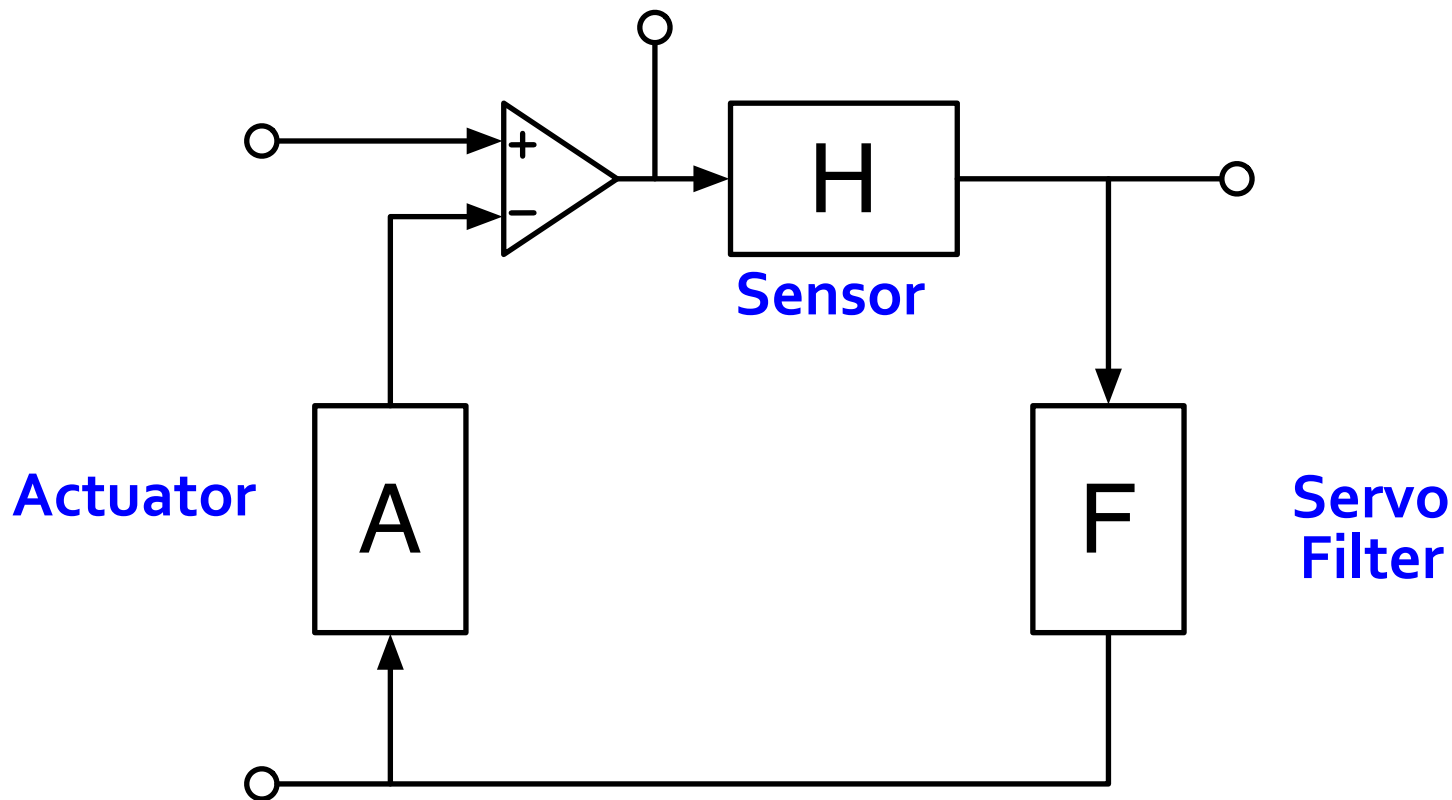 +
−
H
Sensor
Actuator
A
F
Servo
Filter